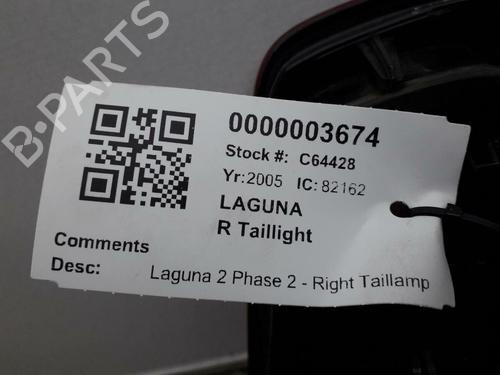 B-PARTS
0000003674
Stock #: C64428
Yr:2005 IC:82162
LAGUNA
R Taillight
Comments
Desc: Laguna 2 Phase 2 - Right Taillamp